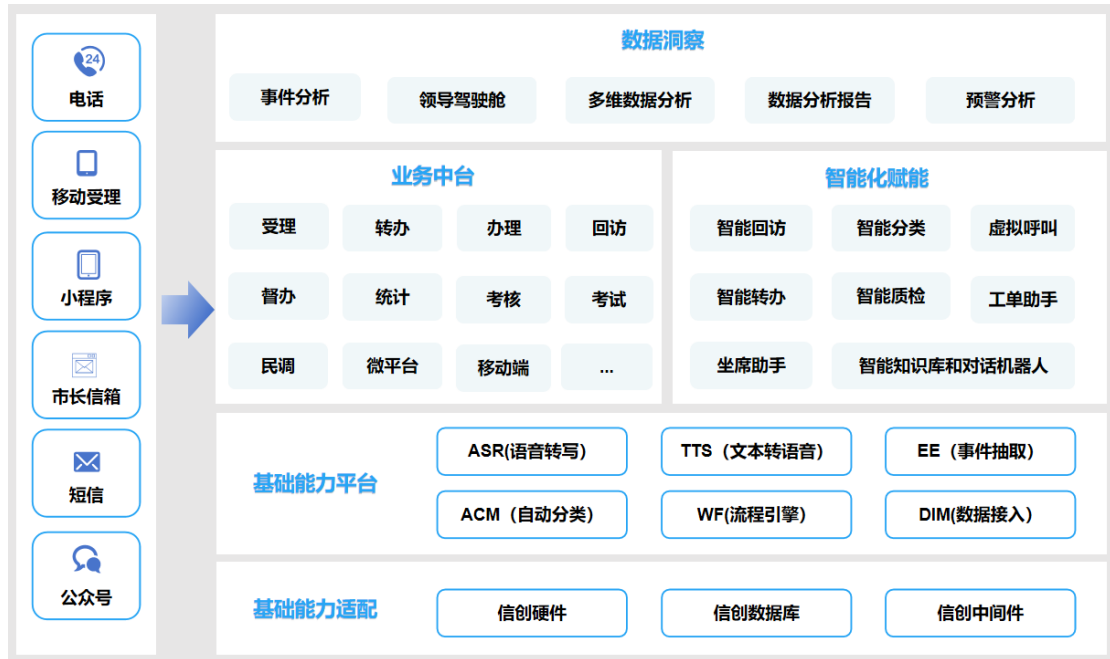 24
电话
移动受理
小程序
市长信箱
短信
公众号
数据洞察
事件分析
领导驾驶舱
多维数据分析
数据分析报告
预警分析
业务中台
受理
转办
办理
回访
督办
统计
考核
考试
民调
微平台
移动端
...
智能化赋能
智能回访
智能分类
虚拟呼叫
智能转办
智能质检
工单助手
坐席助手
智能知识库和对话机器人
基础能力平台
ASR(语音转写）
TTS（文本转语音）
EE（事件抽取）
ACM（自动分类）
WF(流程引擎)
DIM(数据接入）
基础能力适配
信创硬件
信创数据库
信创中间件